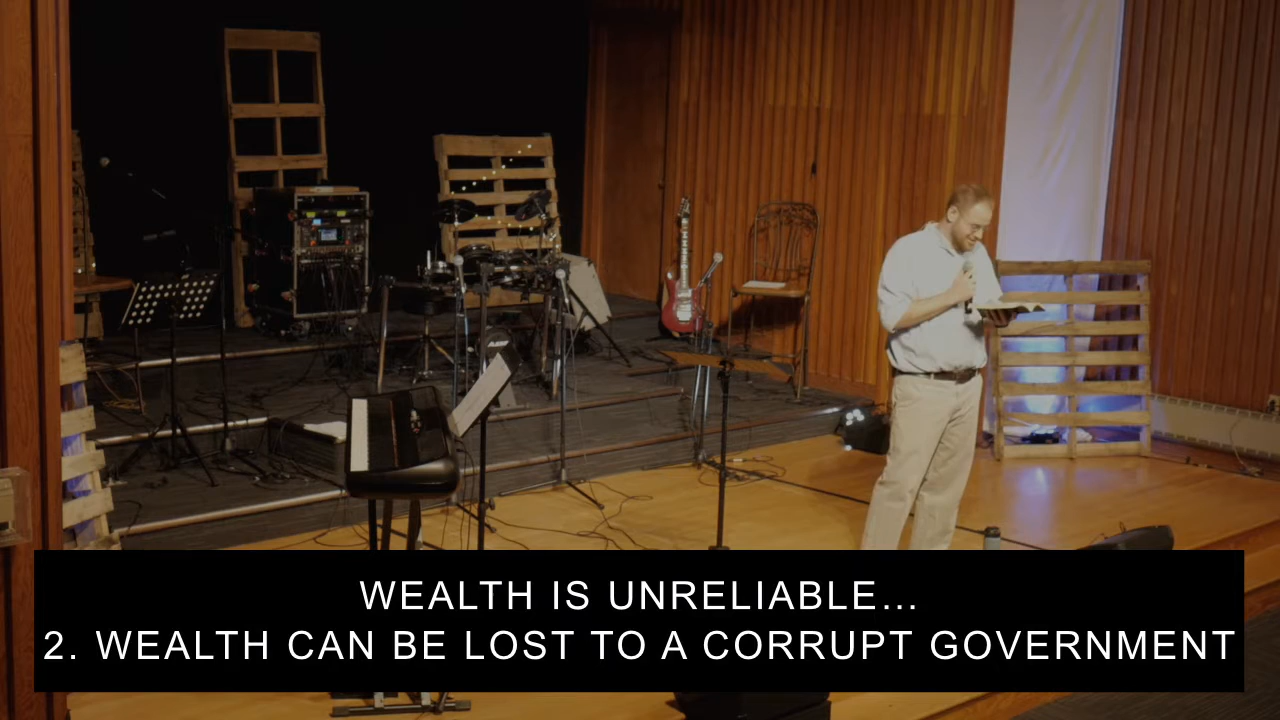 WEALTH IS UNRELIABLE...
2. WEALTH CAN BE LOST TO A CORRUPT GOVERNMENT